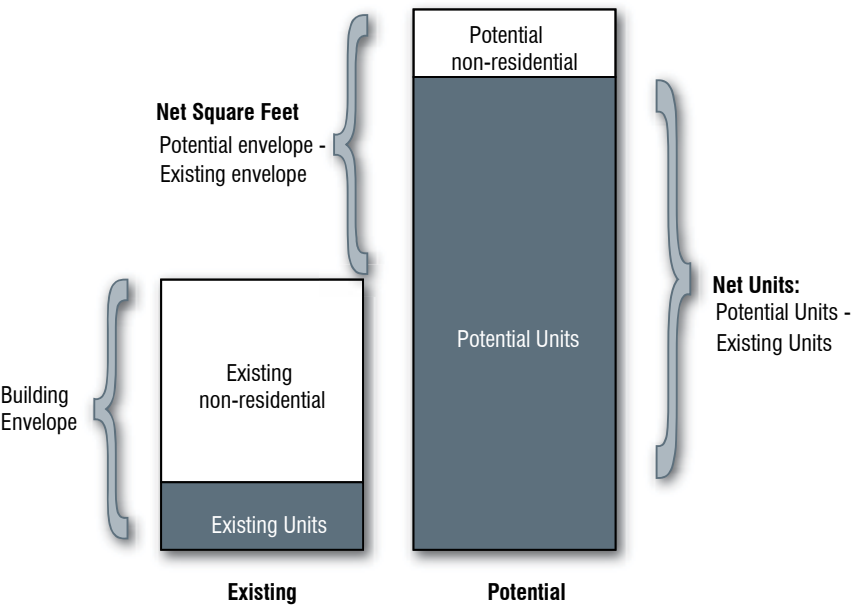 Potential
non-residential
Net Square Feet
Potential envelope -
Existing envelope
Net Units:
Potential Units -
Existing Units
Potential Units
Existing
non-residential
Building
Envelope
Existing Units
Existing
Potential